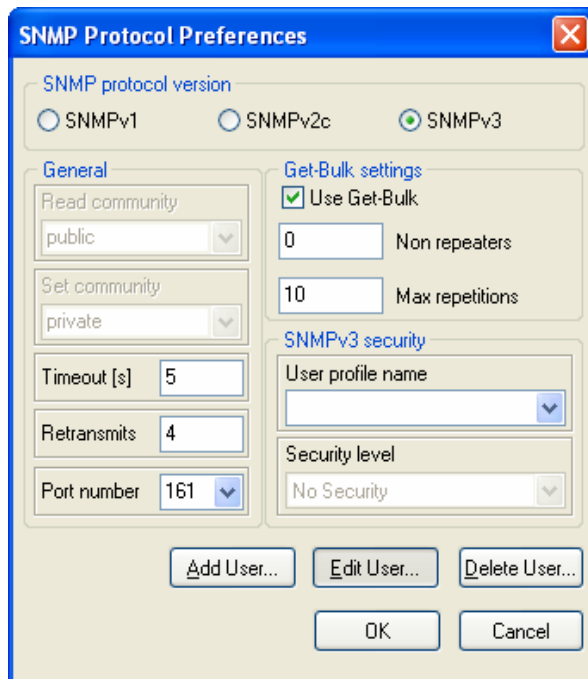 SNMP Protocol Preferences
SNMP protocol version
SNMPv1 SNMPv2c SNMPv3
General
Read community
public
Set community
private
Timeout [s] 5
Retransmits 4
Port number 161
Get-Bulk settings
Use Get-Bulk
0 Non repeaters
10 Max repetitions
SNMPv3 security
User profile name
Security level
No Security
Add User... Edit User... Delete User...
OK Cancel